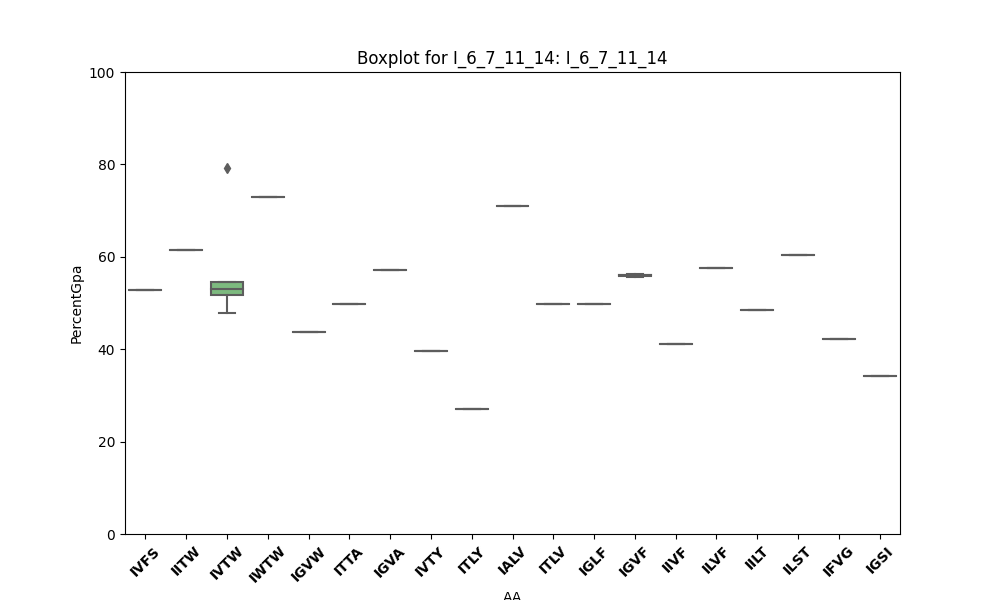 Boxplot for I_6_7_11_14: I_6_7_11_14
100
80
60
40
20
0
PercentGpa
IVFS IITW IVTW IWTW IGVW ITTA IGVA IVTY ITLY IALV ITLV IGLF IGVF IIVF ILVF IILT ILST IFVG IGSI
AA